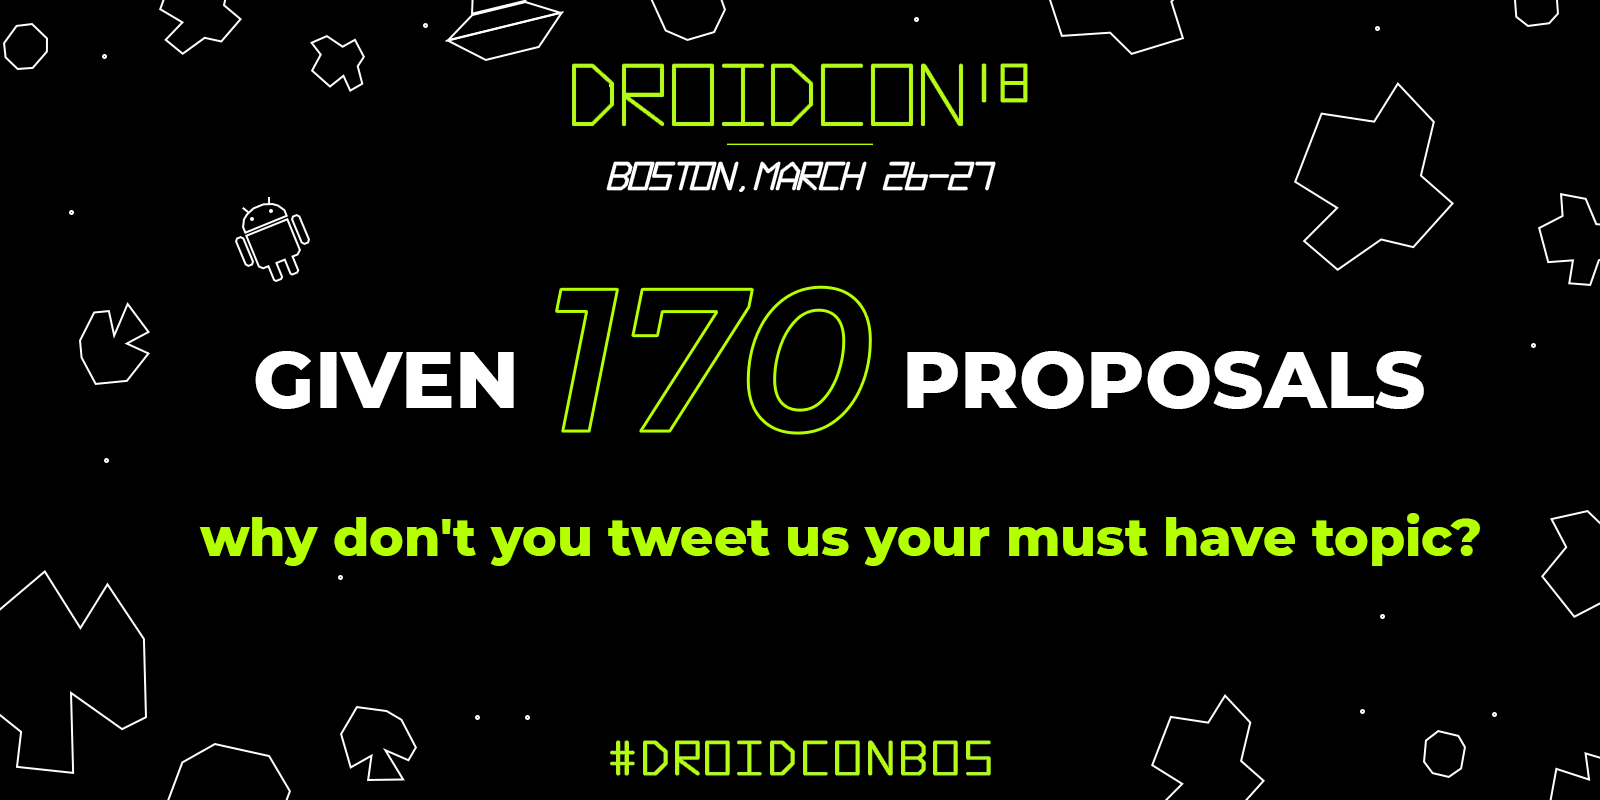 DROIDCON'18
BOSTON, MARCH 26-27
GIVEN 170 PROPOSALS
why don't you tweet us your must have topic?
#DROIDCONBOS